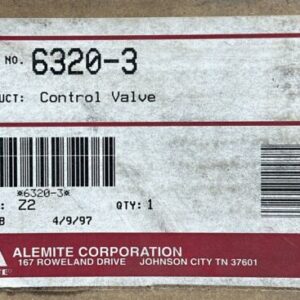 NO. 6320-3
UCT: Control Valve
*6320-3*
: Z2 QTY: 1
B 4/9/97
ALEMITE CORPORATION
167 ROWELAND DRIVE JOHNSON CITY TN 37601